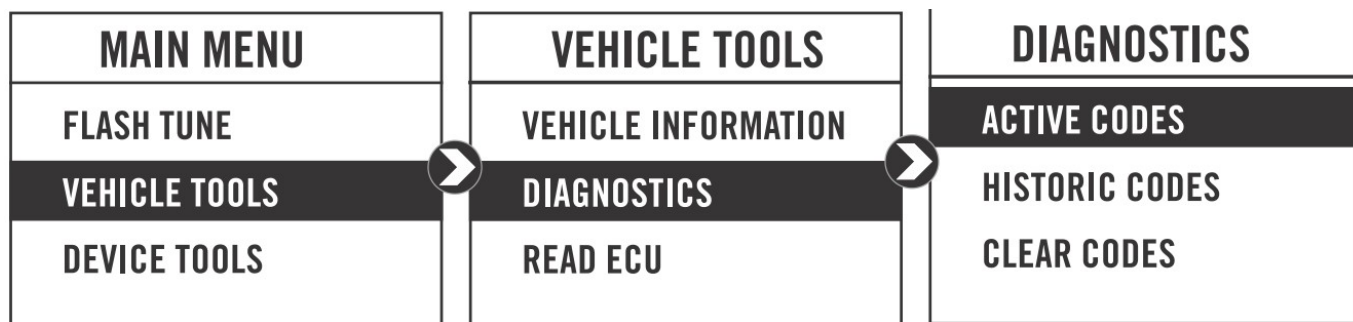 MAIN MENU
FLASH TUNE
VEHICLE TOOLS
DEVICE TOOLS
VEHICLE TOOLS
VEHICLE INFORMATION
DIAGNOSTICS
READ ECU
DIAGNOSTICS
ACTIVE CODES
HISTORIC CODES
CLEAR CODES